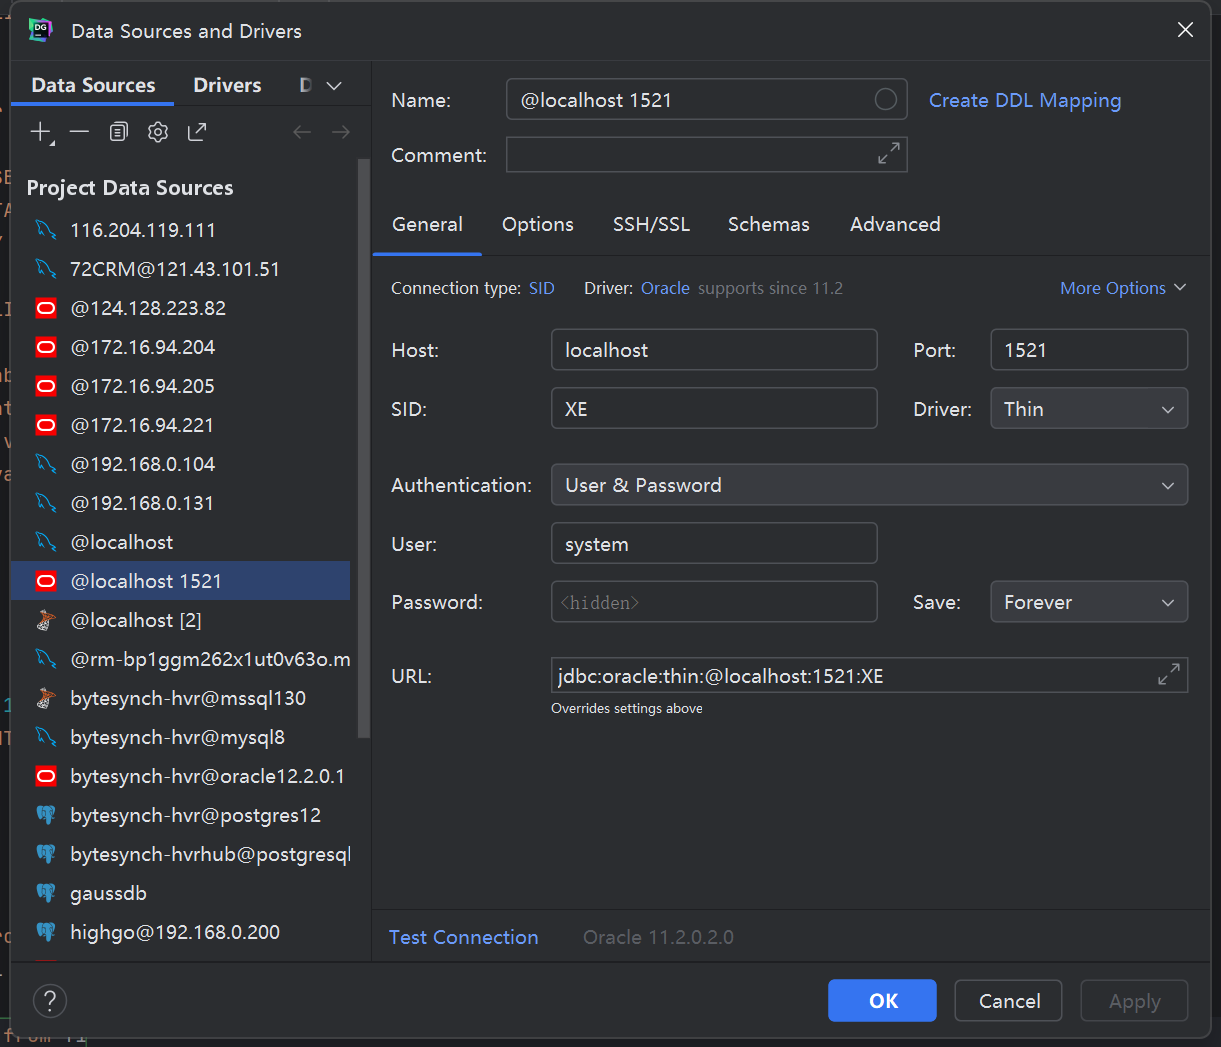 DG Data Sources and Drivers
Data Sources Drivers D
Project Data Sources
116.204.119.111
72CRM@121.43.101.51
@124.128.223.82
@172.16.94.204
@172.16.94.205
@172.16.94.221
@192.168.0.104
@192.168.0.131
@localhost
@localhost 1521
@localhost [2]
@rm-bp1ggm262x1ut0v63o.m
bytesynch-hvr@mssql130
bytesynch-hvr@mysql8
bytesynch-hvr@oracle12.2.0.1
bytesynch-hvr@postgres12
bytesynch-hvrhub@postgresql
gaussdb
highgo@192.168.0.200
Name: @localhost 1521 Create DDL Mapping
Comment:
General Options SSH/SSL Schemas Advanced
Connection type: SID Driver: Oracle supports since 11.2 More Options
Host: localhost Port: 1521
SID: XE Driver: Thin
Authentication: User & Password
User: system
Password: <hidden> Save: Forever
URL: jdbc:oracle:thin:@localhost:1521:XE
Overrides settings above
Test Connection Oracle 11.2.0.2.0
? OK Cancel Apply